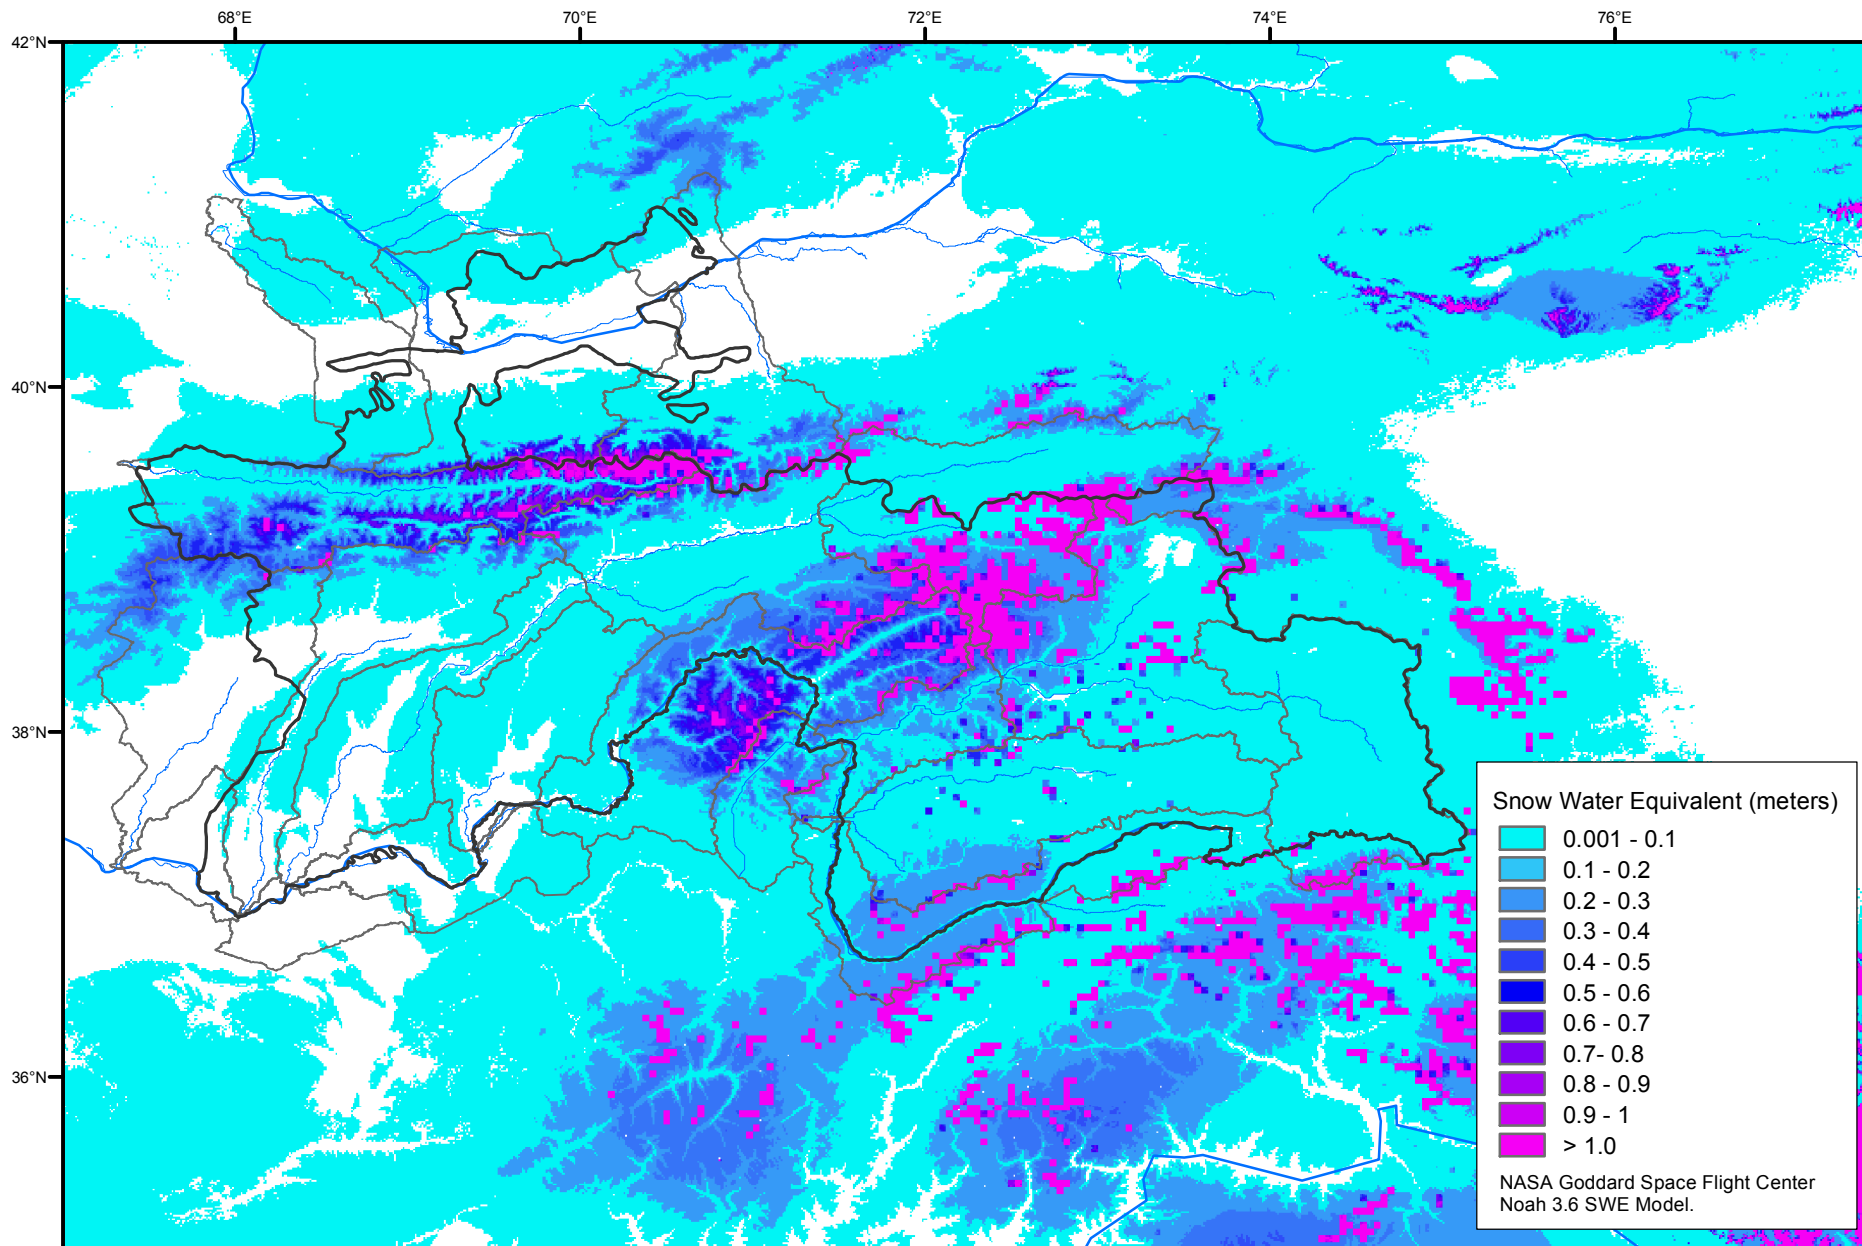 68°E
70°E
72°E
74°E
76°E
42°N
40°N
38°N
36°N
Snow Water Equivalent (meters)
0.001 - 0.1
0.1 - 0.2
0.2 - 0.3
0.3 - 0.4
0.4 - 0.5
0.5 - 0.6
0.6 - 0.7
0.7- 0.8
0.8 - 0.9
0.9 - 1
> 1.0
NASA Goddard Space Flight Center
Noah 3.6 SWE Model.